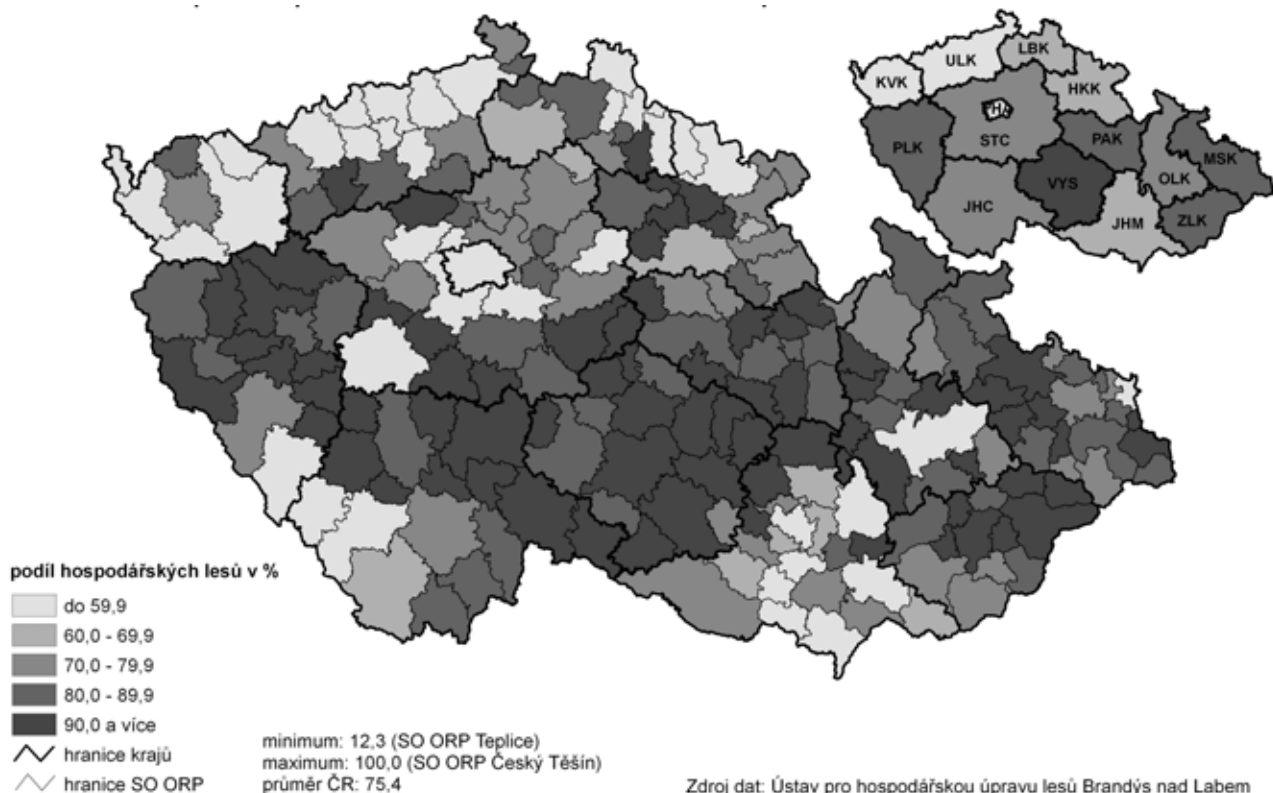 ULK
LBK
KVK
HKK
PHA
PLK
STC
PAK
MSK
VYS
OLK
JHC
JHM
ZLK
podíl hospodářských lesů v %
do 59,9
60,0 - 69,9
70,0 - 79,9
80,0 - 89,9
90,0 a více
hranice krajů
hranice SO ORP
minimum: 12,3 (SO ORP Teplice)
maximum: 100,0 (SO ORP Český Těšín)
průměr ČR: 75,4
Zdroj dat: Ústav pro hospodářskou úpravu lesů Brandýs nad Labem